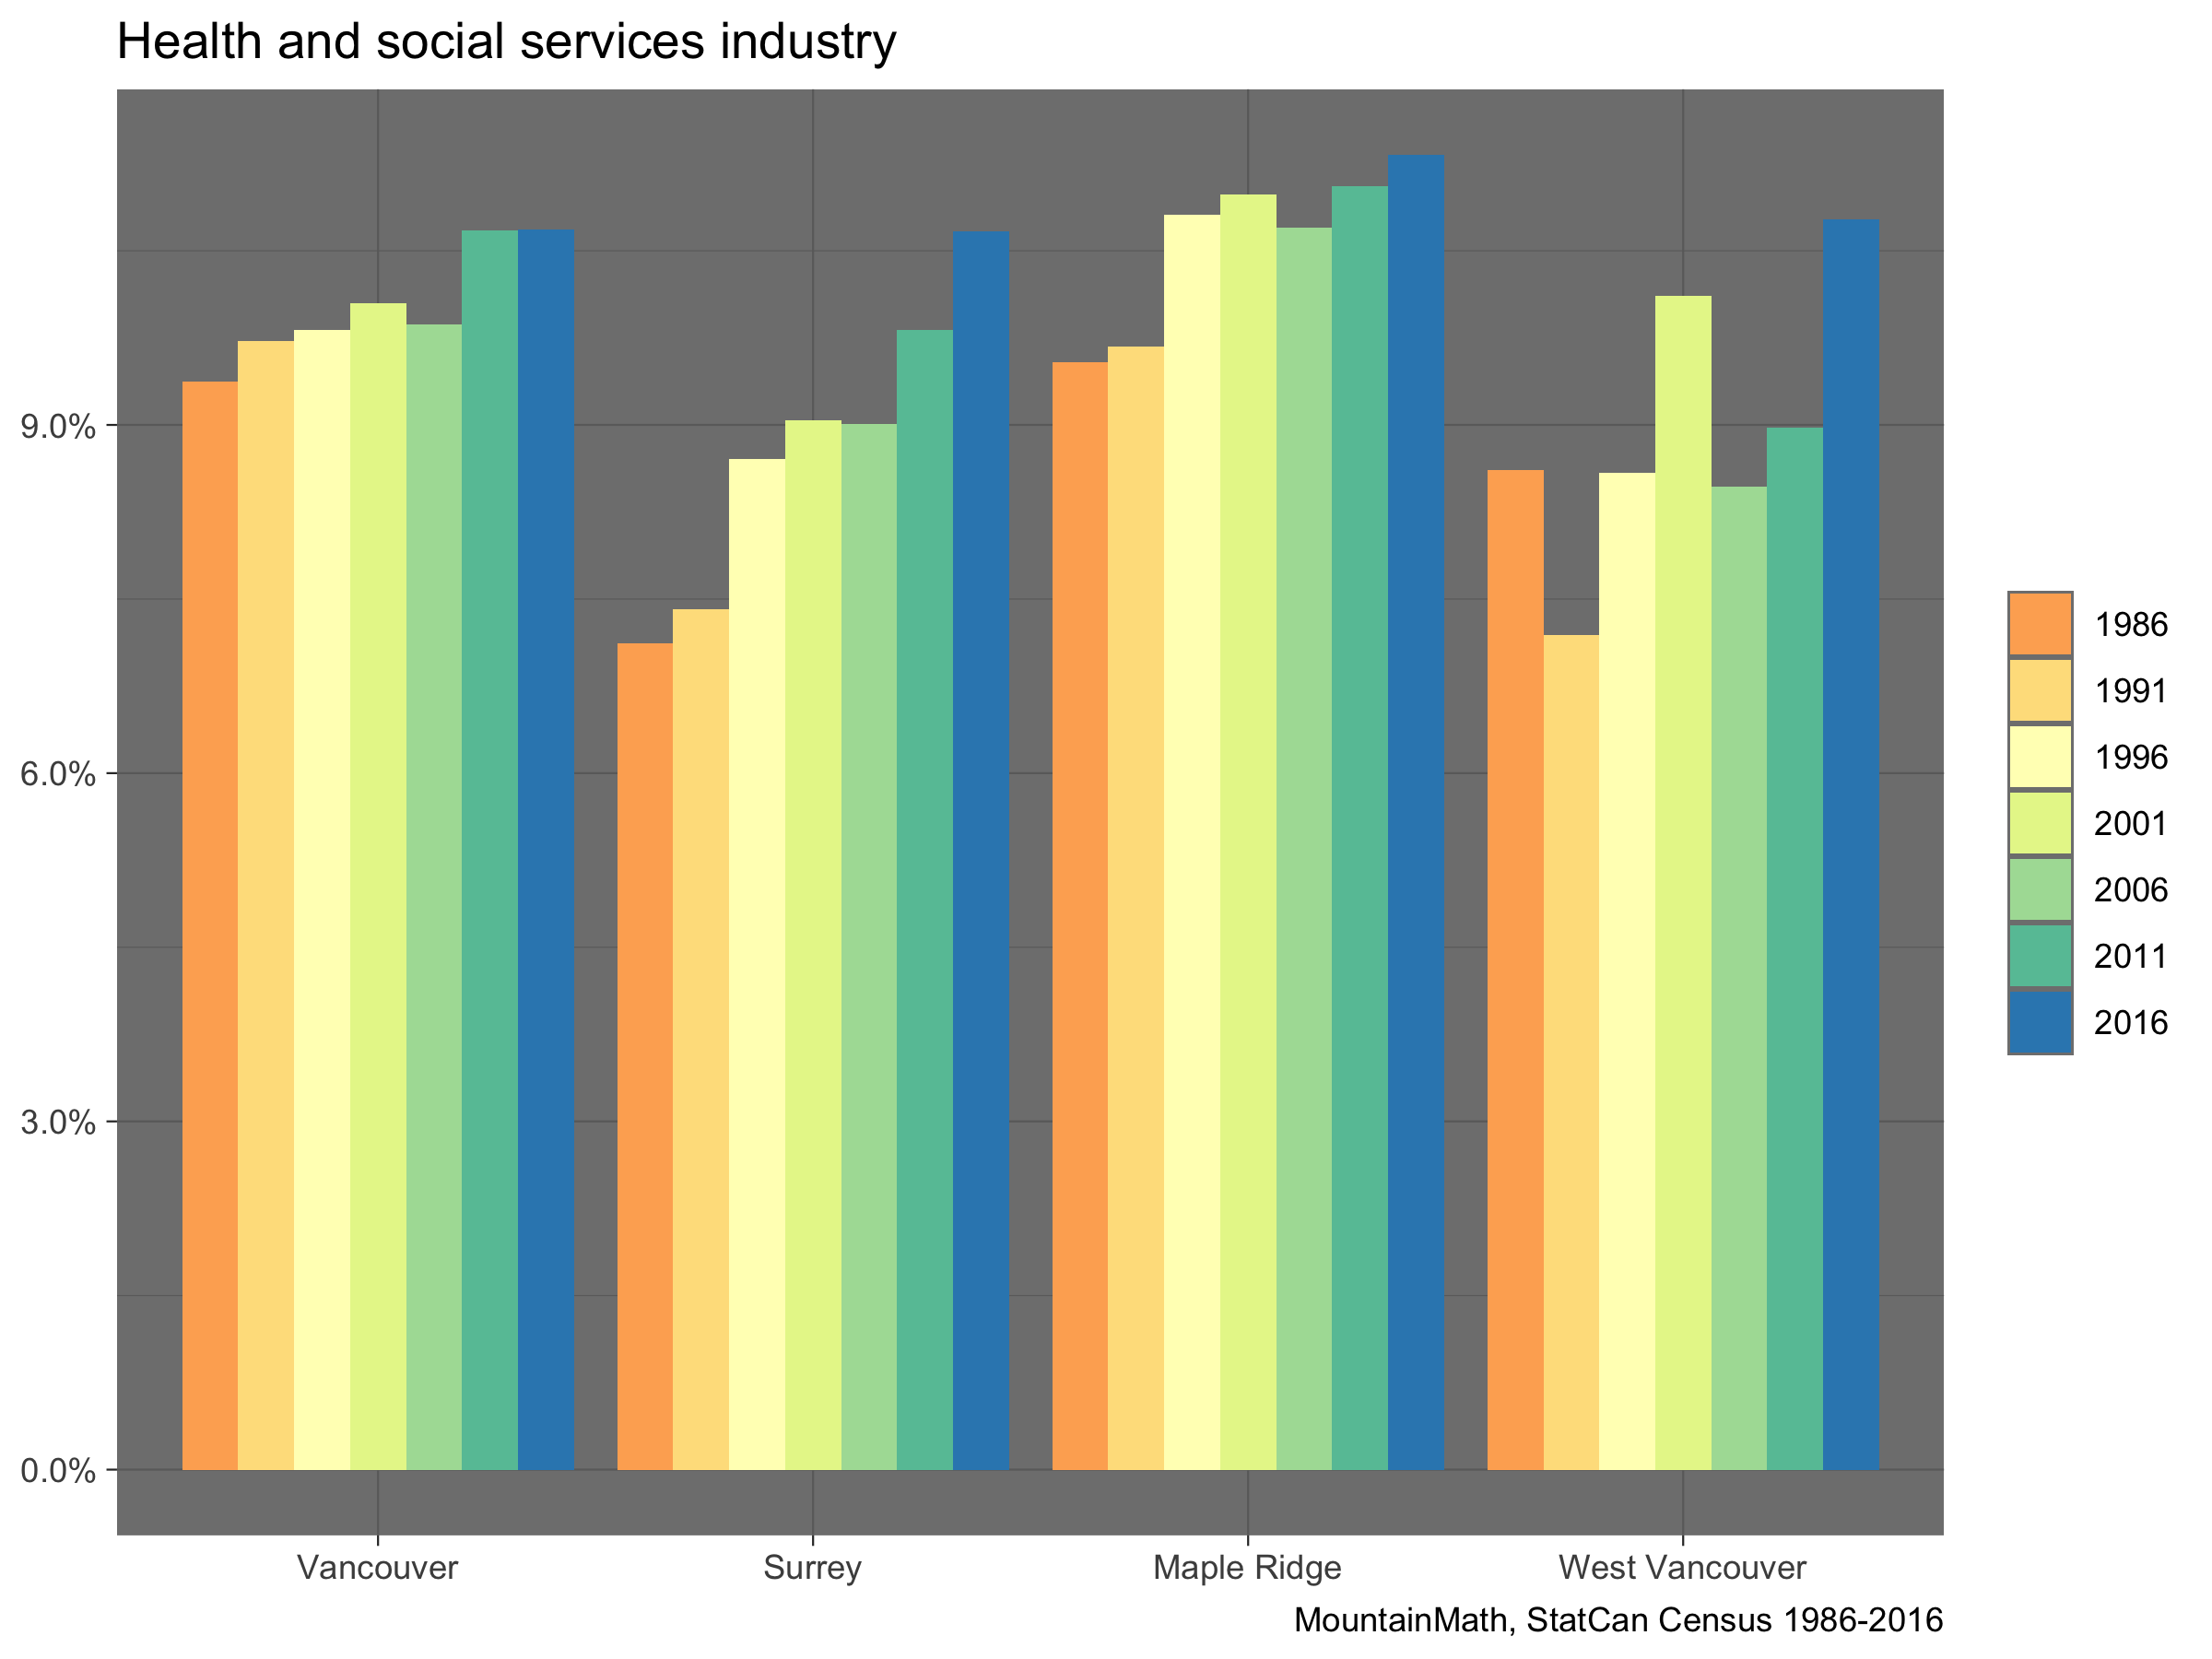 Health and social services industry
9.0%
6.0%
3.0%
0.0%
Vancouver
Surrey
Maple Ridge
West Vancouver
1986
1991
1996
2001
2006
2011
2016
MountainMath, StatCan Census 1986-2016